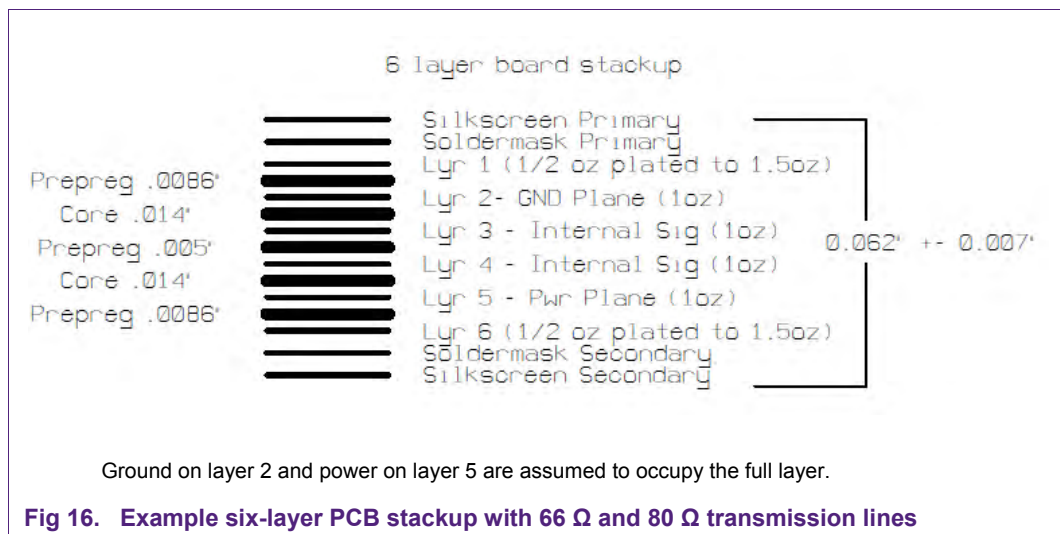 6 layer board stackup
Silkscreen Primary
Soldermask Primary
Lyr 1 (1/2 oz plated to 1.5oz)
Prepreg .0086"
Lyr 2- GND Plane (1oz)
Core .014"
Lyr 3 - Internal Sig (1oz)
Prepreg .005"
0.062" +- 0.007"
Lyr 4 - Internal Sig (1oz)
Core .014"
Lyr 5 - Pwr Plane (1oz)
Prepreg .0086"
Lyr 6 (1/2 oz plated to 1.5oz)
Soldermask Secondary
Silkscreen Secondary
Ground on layer 2 and power on layer 5 are assumed to occupy the full layer.
Fig 16. Example six-layer PCB stackup with 66 Ω and 80 Ω transmission lines